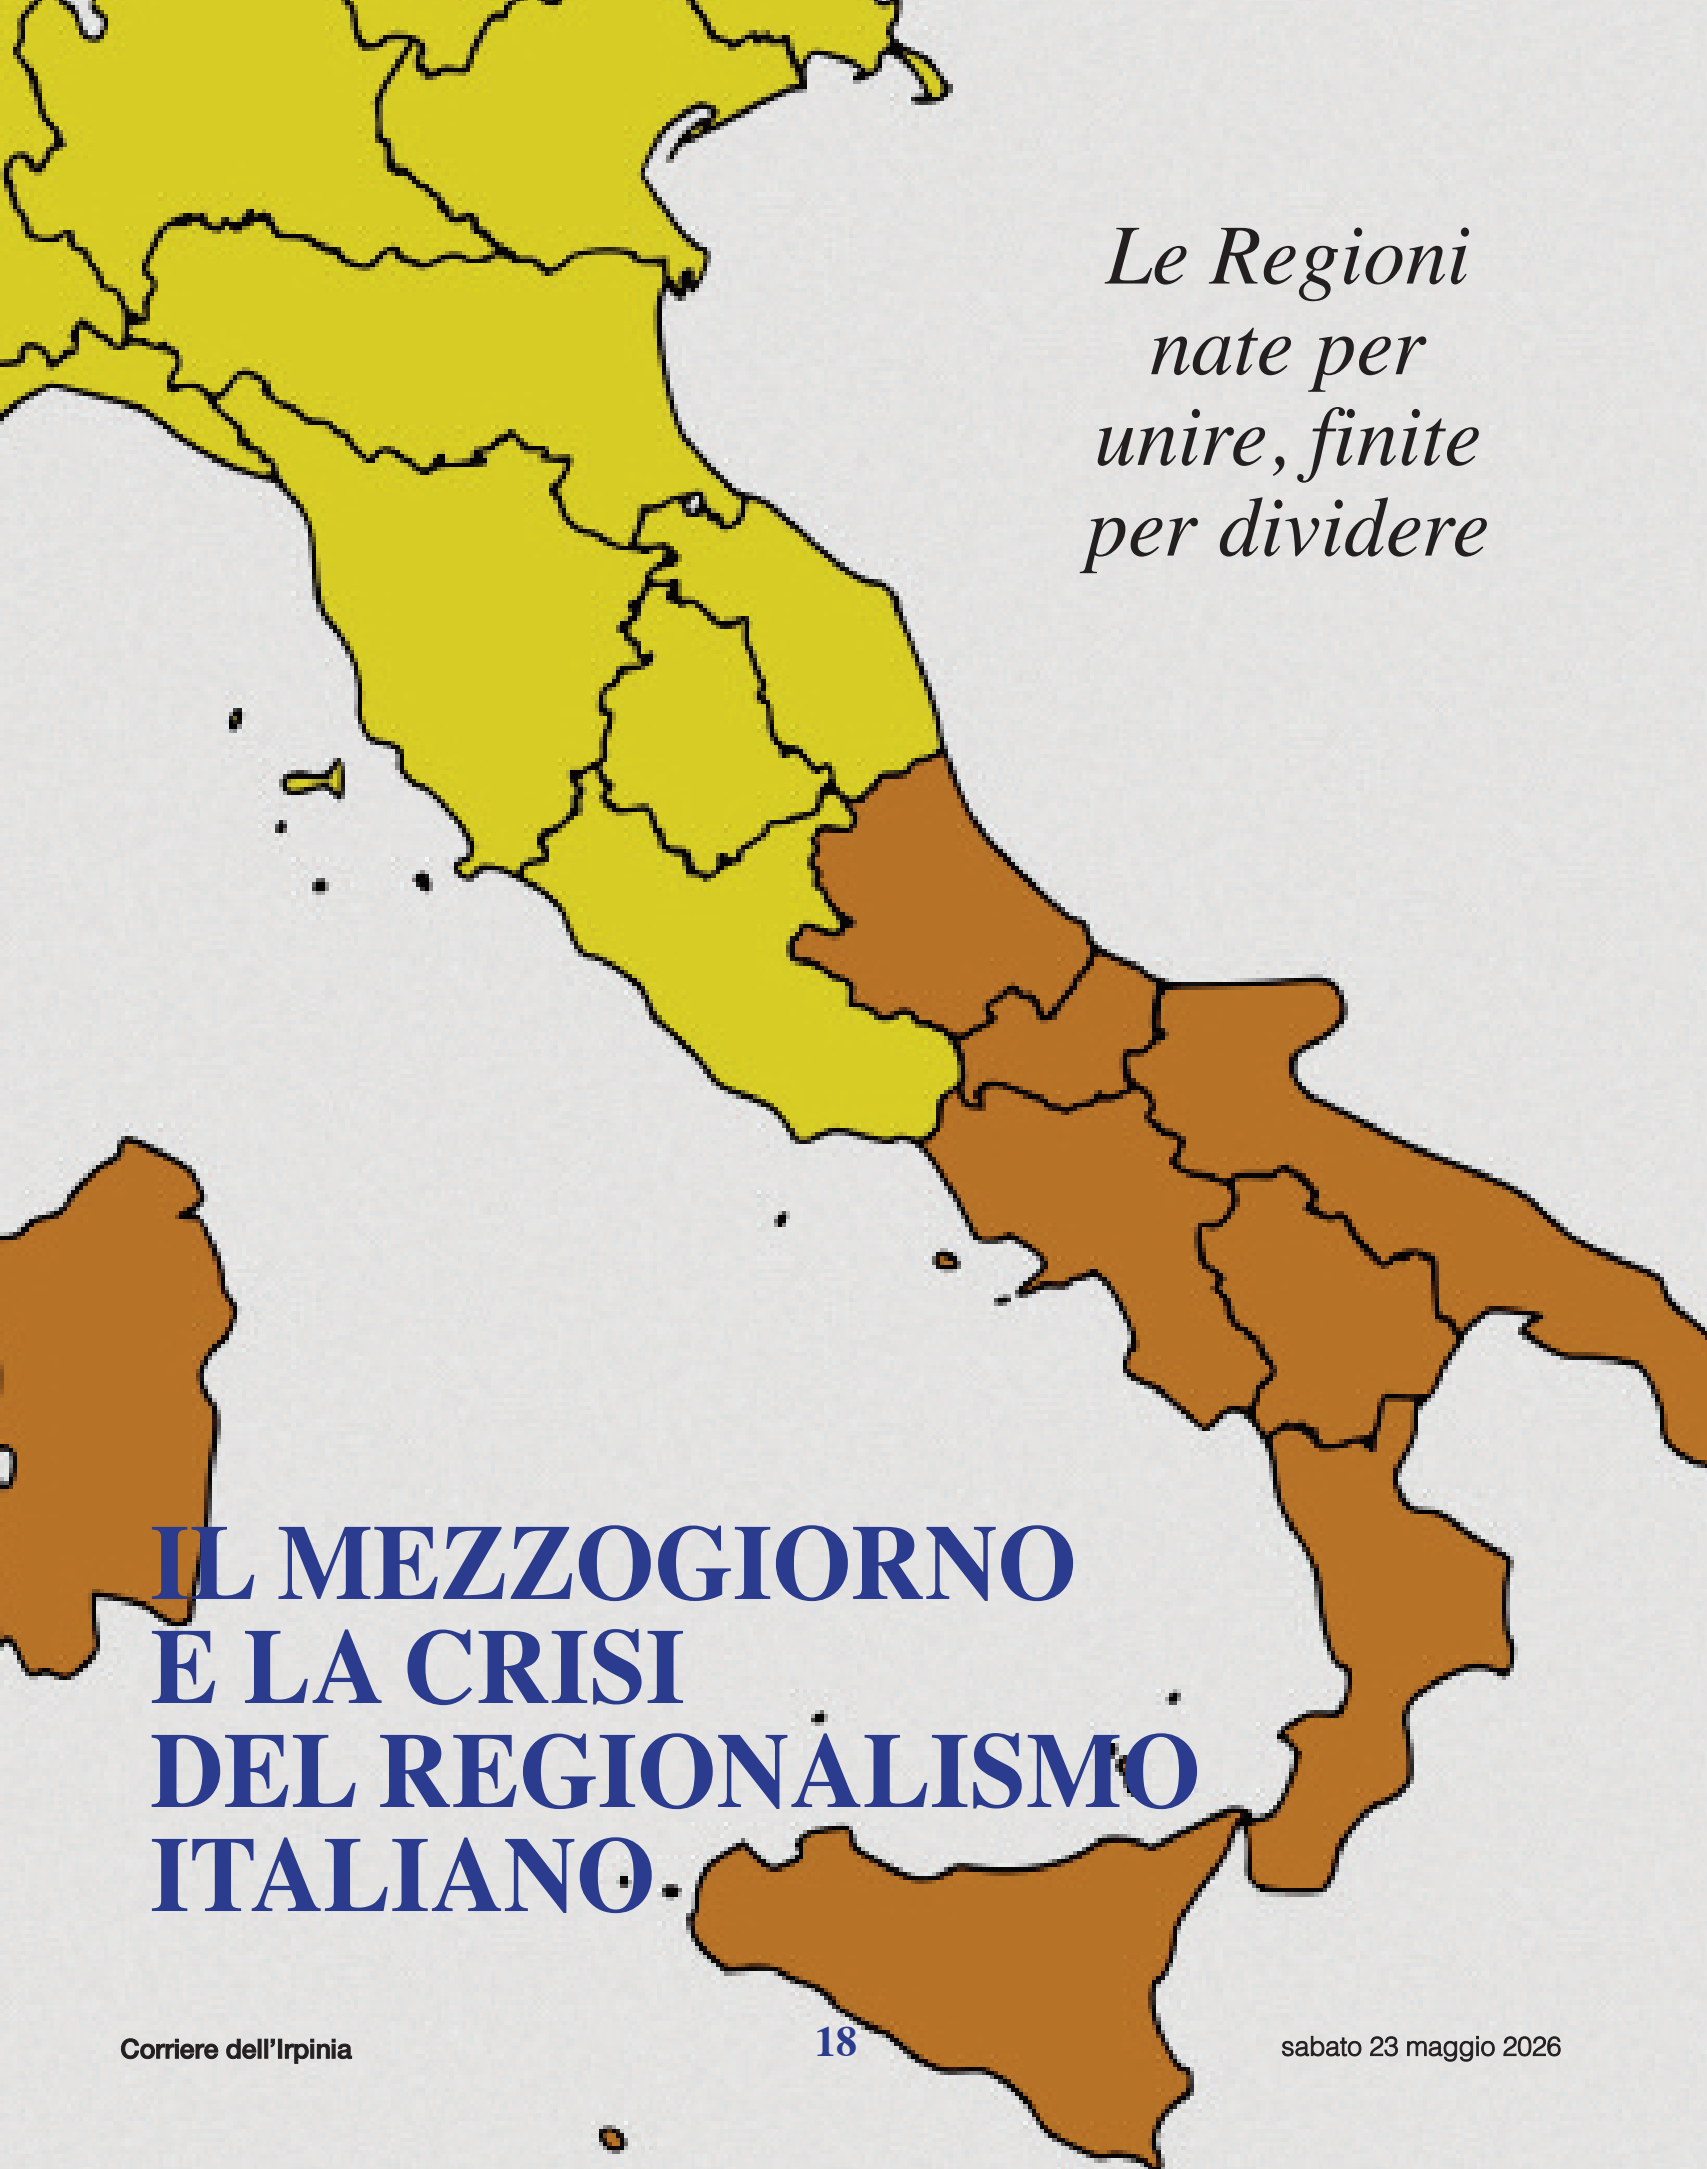 Le Regioni
nate per
unire, finite
per dividere
IL MEZZOGIORNO
E LA CRISI
DEL REGIONALISMO
ITALIANO
Corriere dell’Irpinia
18
sabato 23 maggio 2026